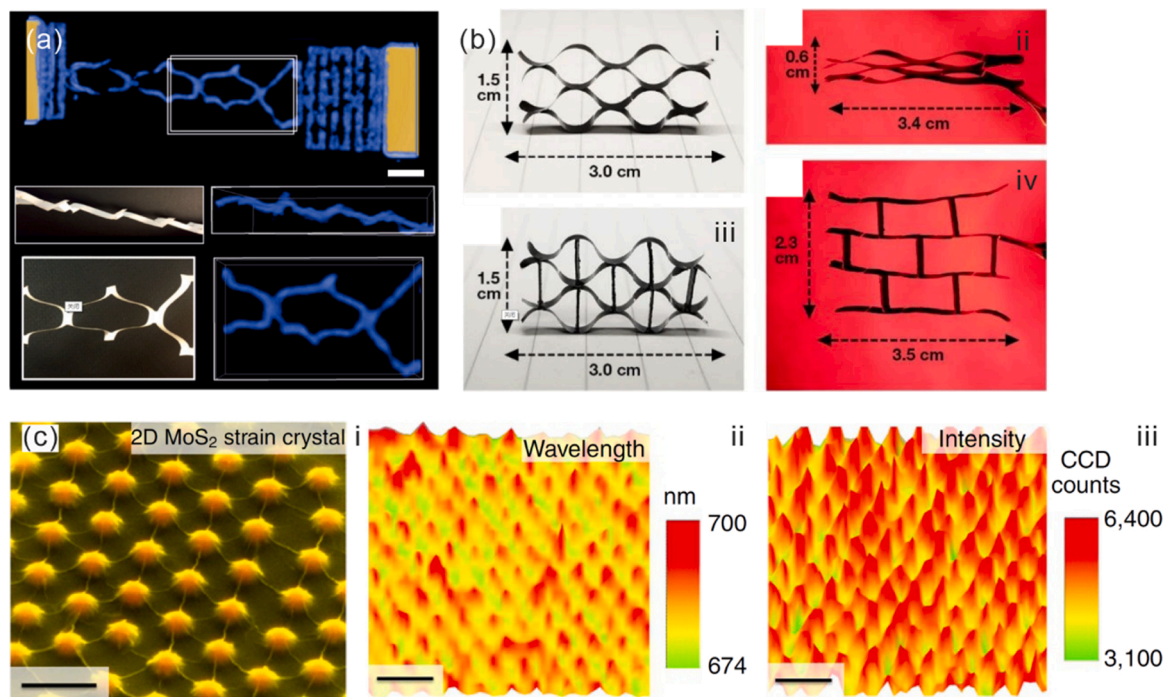 (a)
(b)
i
1.5
cm
3.0 cm
ii
0.6
cm
3.4 cm
iii
1.5
cm
3.0 cm
iv
2.3
cm
3.5 cm
(c)
2D MoS₂ strain crystal
i
Wavelength
ii
nm
700
674
Intensity
iii
CCD
counts
6,400
3,100